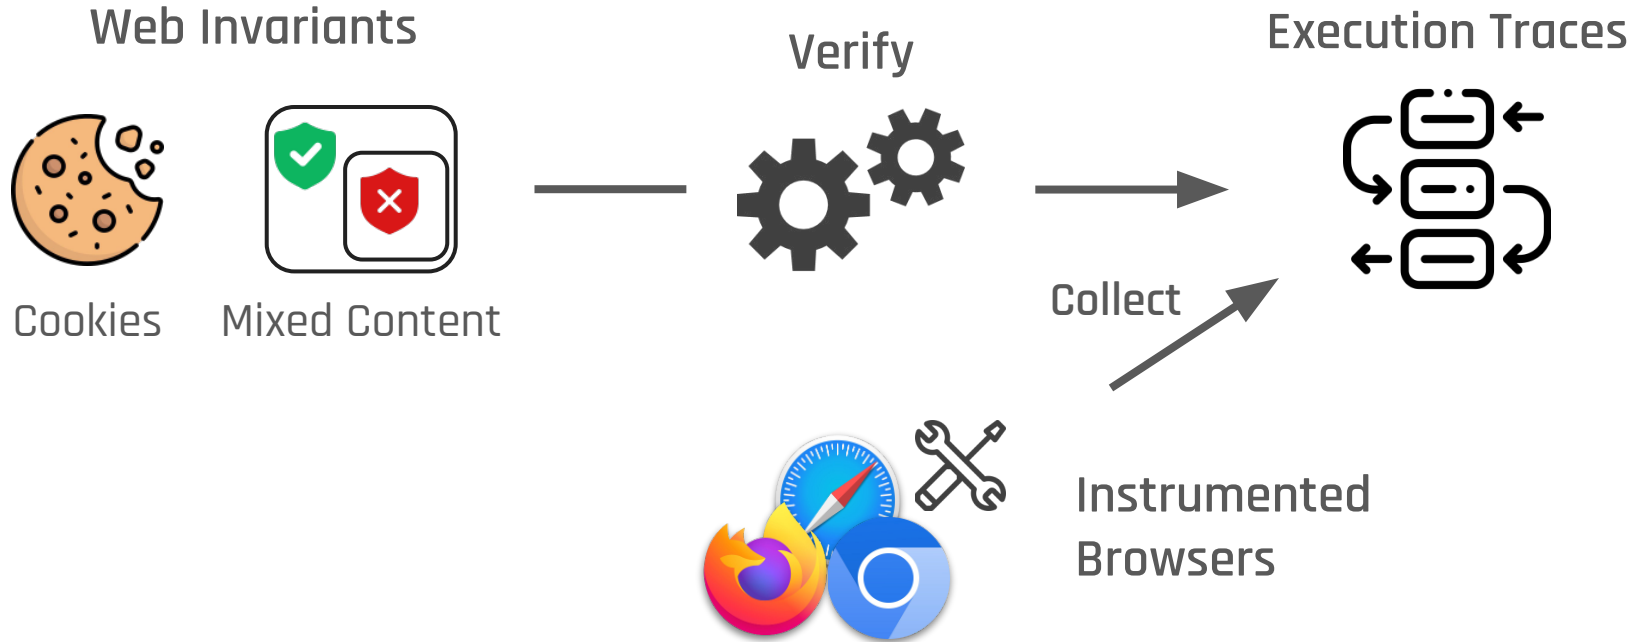 Web Invariants
Verify
Execution Traces
Cookies
Mixed Content
Collect
Instrumented
Browsers